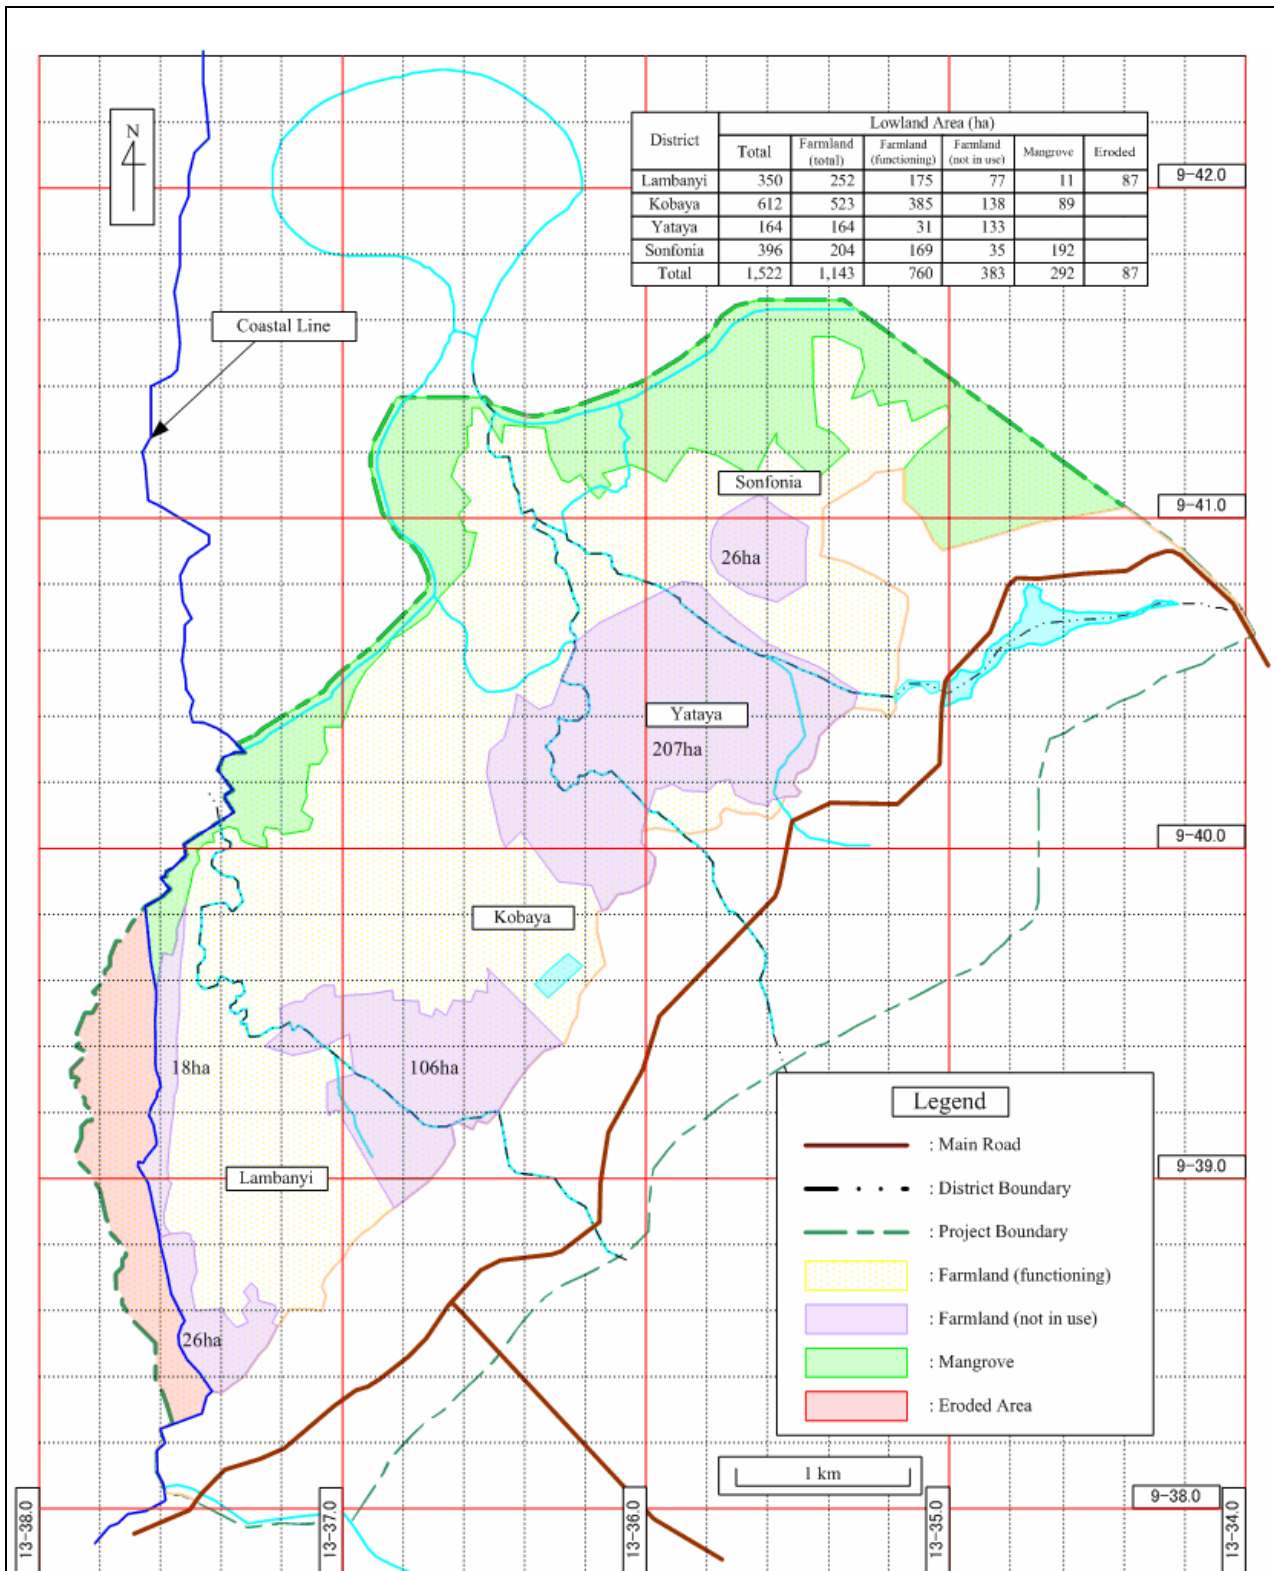 N
District
Lowland Area (ha)
Total
Farmland (total)
Farmland (functioning)
Farmland (not in use)
Mangrove
Eroded
Lambanyi 350 252 175 77 11 87
Kobaya 612 523 385 138 89
Yataya 164 164 31 133
Sonfonia 396 204 169 35 192
Total 1,522 1,143 760 383 292 87
9-42.0
Coastal Line
Sonfonia
9-41.0
26ha
Yataya
207ha
9-40.0
Kobaya
18ha
106ha
Legend
: Main Road
: District Boundary
: Project Boundary
: Farmland (functioning)
: Farmland (not in use)
: Mangrove
: Eroded Area
9-39.0
Lambanyi
26ha
1 km
9-38.0
13-38.0
13-37.0
13-36.0
13-35.0
13-34.0